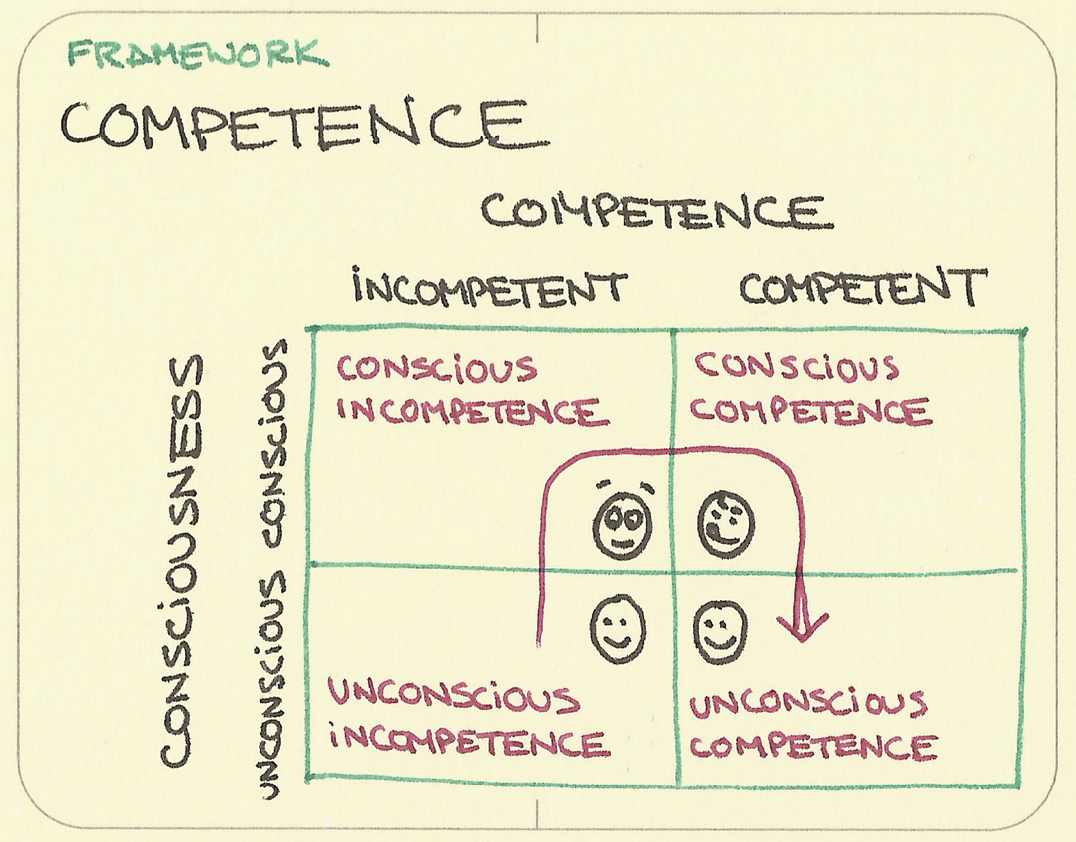 FRAMEWORK
COMPETENCE
COMPETENCE
INCOMPETENT
COMPETENT
CONSCIOUSNESS
CONSCIOUS
UNCONSCIOUS
CONSCIOUS
INCOMPETENCE
CONSCIOUS
COMPETENCE
UNCONSCIOUS
INCOMPETENCE
UNCONSCIOUS
COMPETENCE